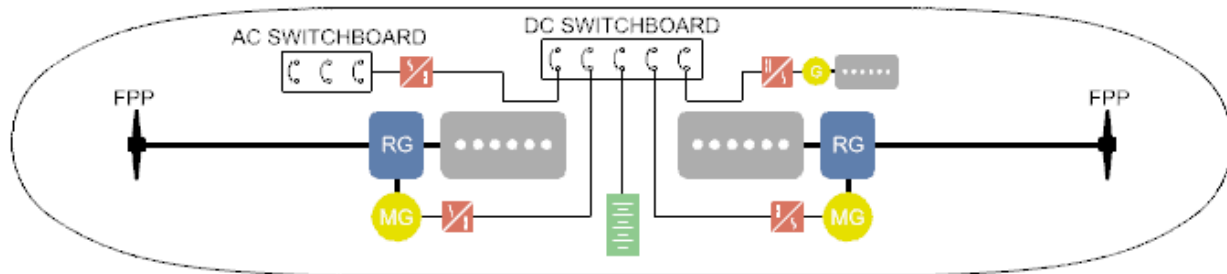 DC SWITCHBOARD
AC SWITCHBOARD
G
FPP
FPP
RG
RG
MG
MG